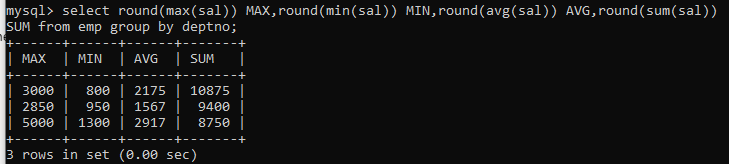 mysql> select round(max(sal)) MAX,round(min(sal)) MIN,round(avg(sal)) AVG,round(sum(sal))
SUM from emp group by deptno;
+------+------+------+-------+
| MAX  | MIN  | AVG  | SUM   |
+------+------+------+-------+
| 3000 |  800 | 2175 | 10875 |
| 2850 |  950 | 1567 |  9400 |
| 5000 | 1300 | 2917 |  8750 |
+------+------+------+-------+
3 rows in set (0.00 sec)